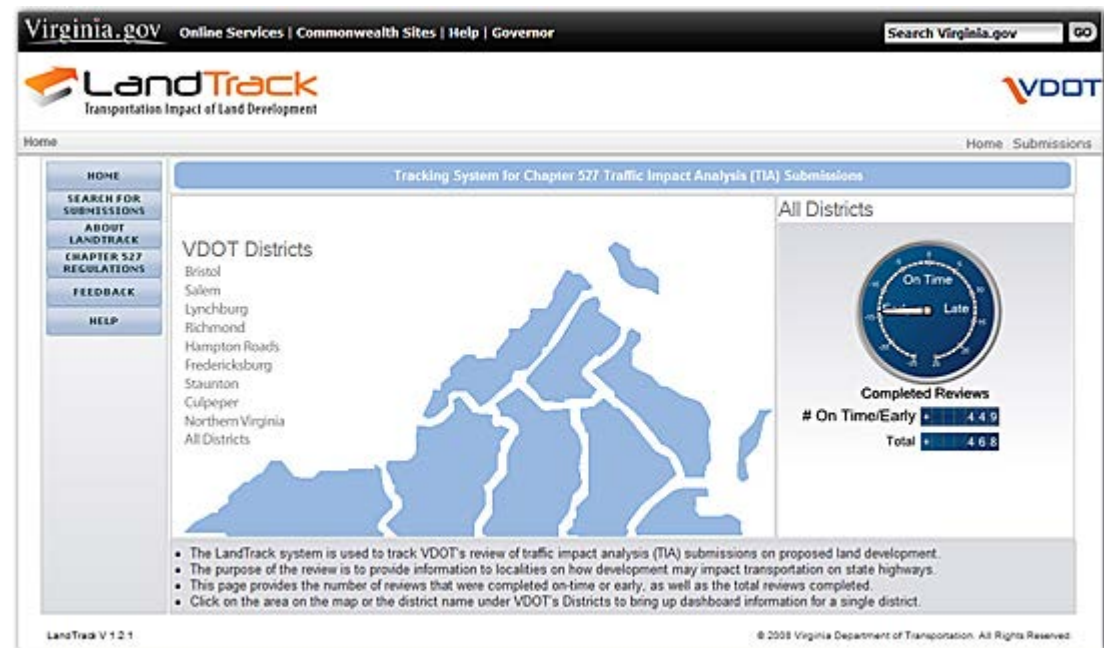 Virginia.gov Online Services | Commonwealth Sites | Help | Governor Search Virginia.gov GO
LandTrack
Transportation Impact of Land Development
VDOT
Home Home Submissions
HOME
SEARCH FOR
SUBMISSIONS
ABOUT
LANDTRACK
CHAPTER 527
REGULATIONS
FEEDBACK
HELP
Tracking System for Chapter 527 Traffic Impact Analysis (TIA) Submissions
VDOT Districts
Bristol
Salem
Lynchburg
Richmond
Hampton Roads
Fredericksburg
Staunton
Culpeper
Northern Virginia
All Districts
All Districts
On Time
Late
Completed Reviews
# On Time/Early + 449
Total + 468
• The LandTrack system is used to track VDOT's review of traffic impact analysis (TIA) submissions on proposed land development.
• The purpose of the review is to provide information to localities on how development may impact transportation on state highways.
• This page provides the number of reviews that were completed on-time or early, as well as the total reviews completed.
• Click on the area on the map or the district name under VDOT's Districts to bring up dashboard information for a single district.
LandTrack V 1.2.1 © 2008 Virginia Department of Transportation. All Rights Reserved.